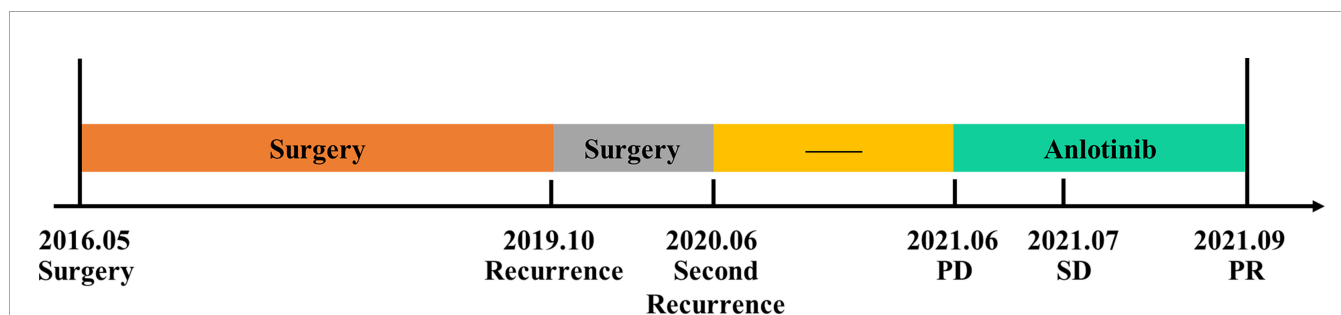 Surgery Surgery —— Anlotinib
2016.05 2019.10 2020.06 2021.06 2021.07 2021.09
Surgery Recurrence Second PD SD PR
Recurrence